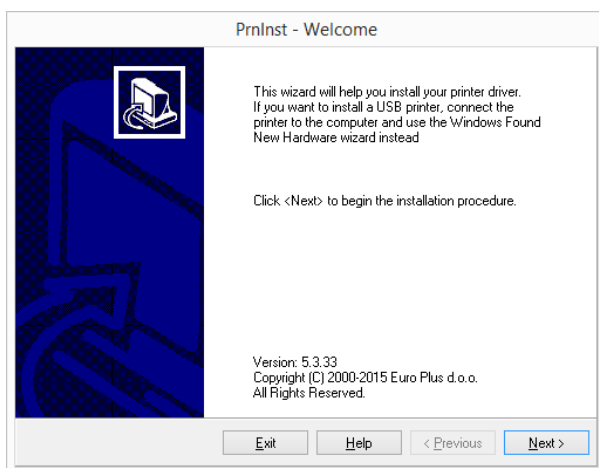 PrnInst - Welcome
This wizard will help you install your printer driver.
If you want to install a USB printer, connect the
printer to the computer and use the Windows Found
New Hardware wizard instead
Click <Next> to begin the installation procedure.
Version: 5.3.33
Copyright (C) 2000-2015 Euro Plus d.o.o.
All Rights Reserved.
Exit Help < Previous Next >